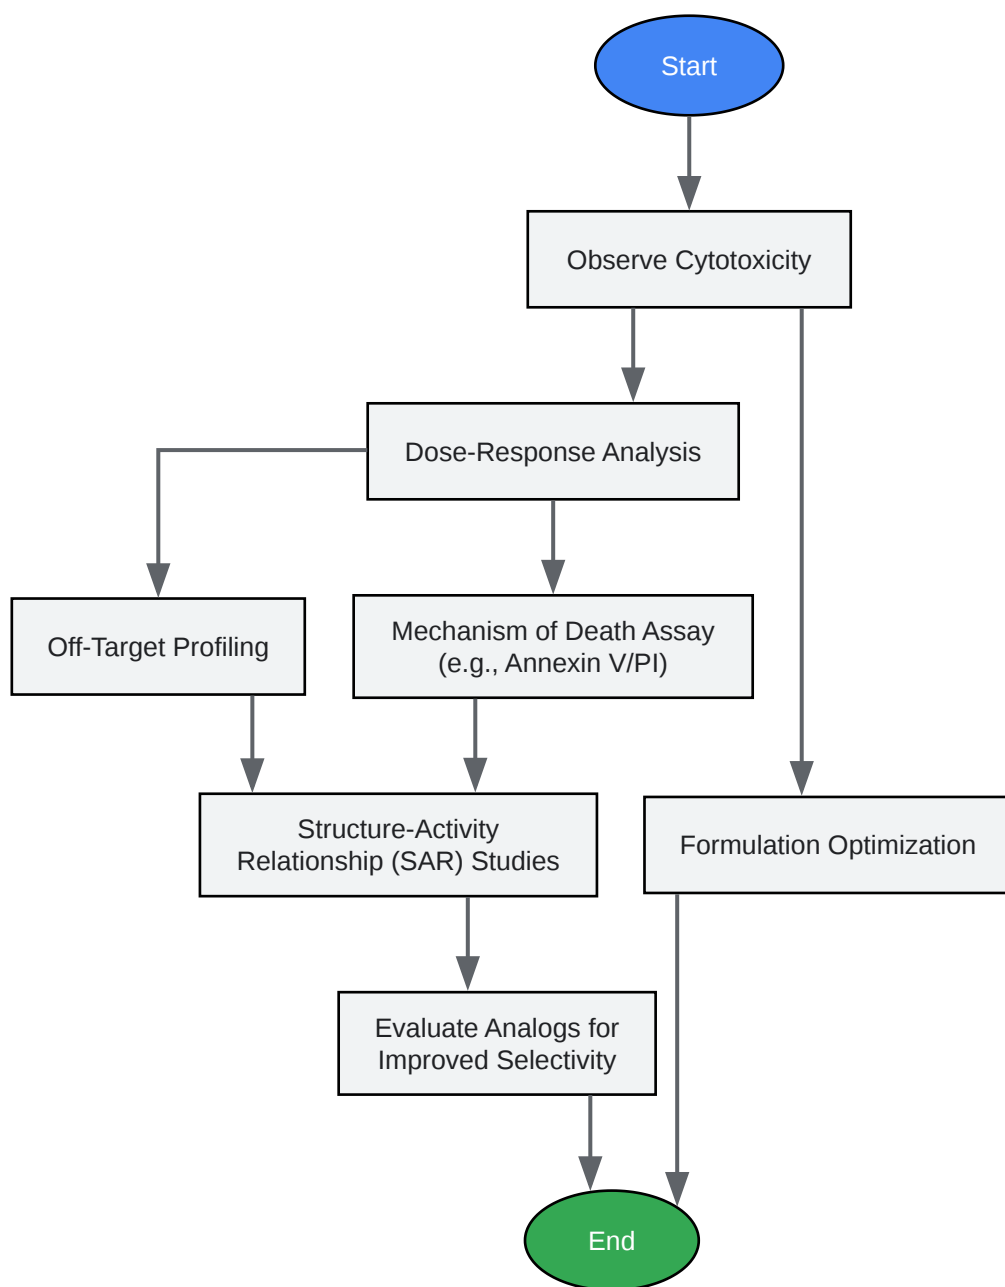 Start
Observe Cytotoxicity
Dose-Response Analysis
Off-Target Profiling
Mechanism of Death Assay
(e.g., Annexin V/PI)
Structure-Activity
Relationship (SAR) Studies
Formulation Optimization
Evaluate Analogs for
Improved Selectivity
End